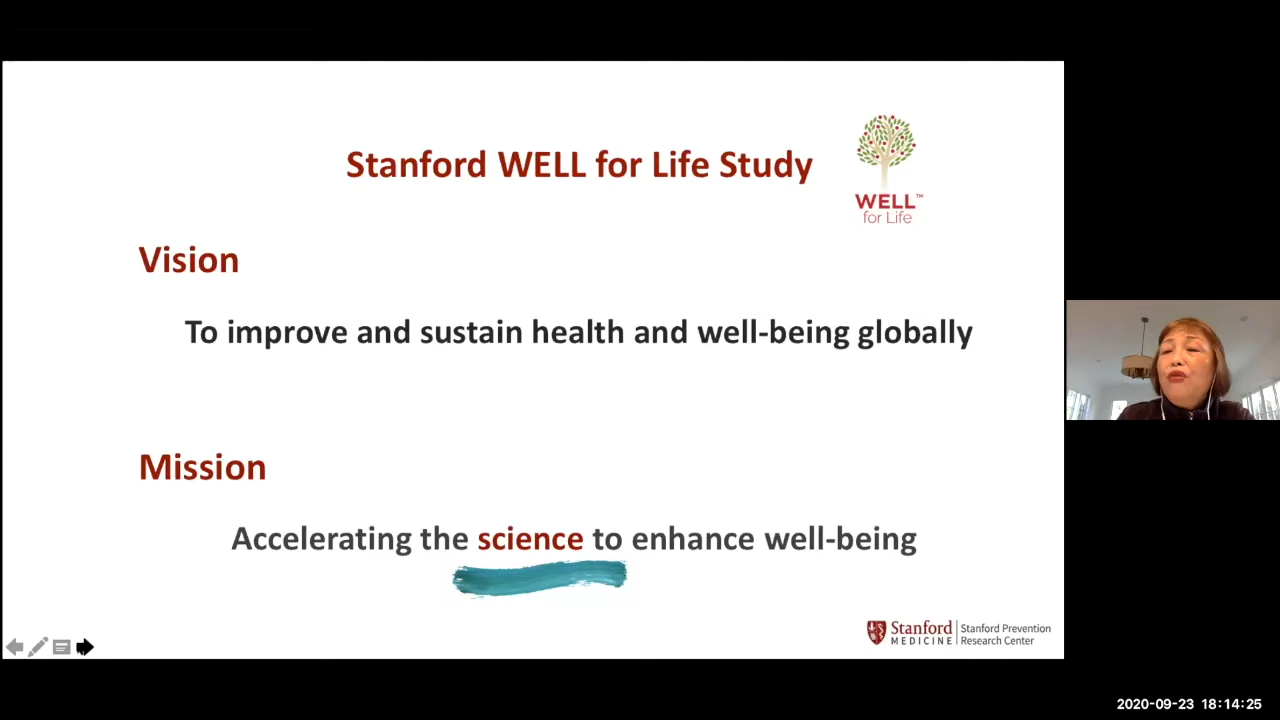 Stanford WELL for Life Study
WELL™
for Life
Vision
To improve and sustain health and well-being globally
Mission
Accelerating the science to enhance well-being
Stanford
MEDICINE
Stanford Prevention
Research Center
2020-09-23 18:14:25